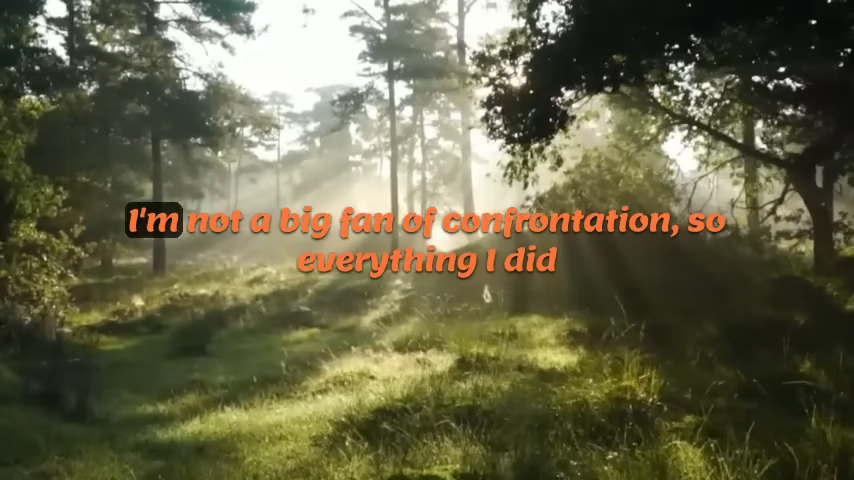 I'm not a big fan of confrontation, so
everything I did